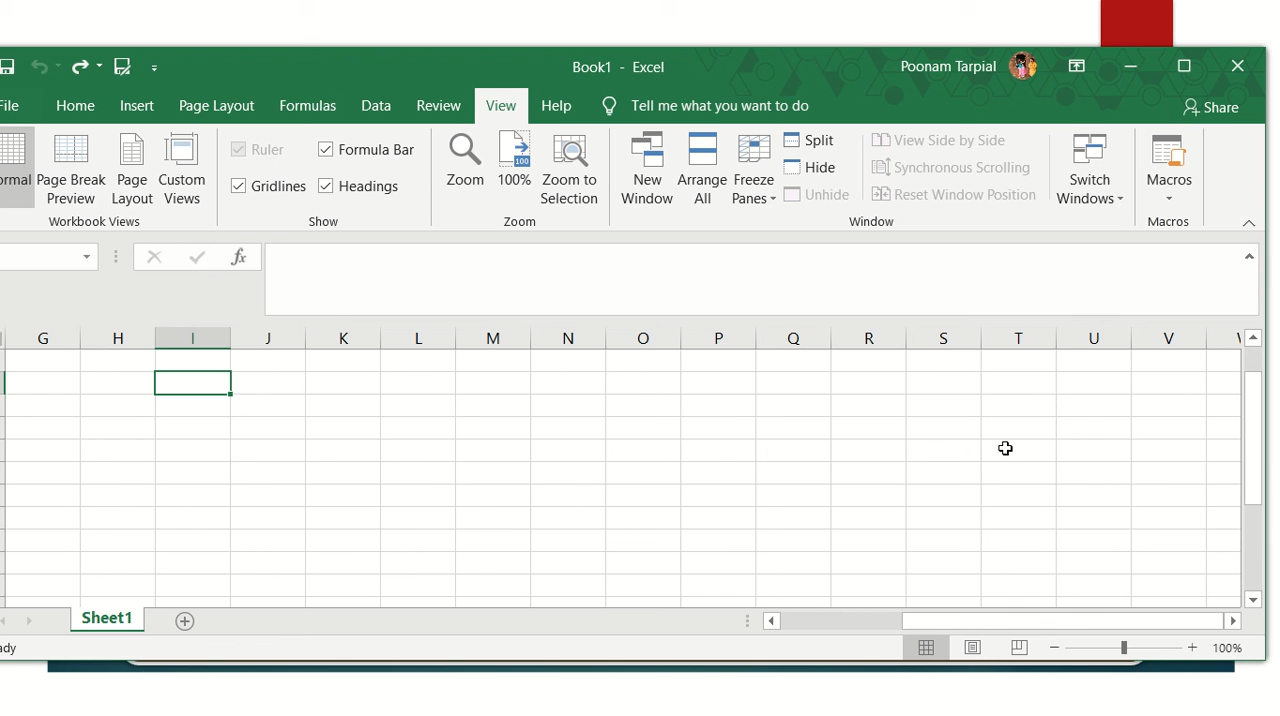 Book1 - Excel
Poonam Tarpial
File Home Insert Page Layout Formulas Data Review View Help Tell me what you want to do
Share
Normal Page Break Preview Page Layout Custom Views
Workbook Views
Ruler Formula Bar
Gridlines Headings
Show
Zoom 100% Zoom to Selection
100
Zoom
New Window Arrange All Freeze Panes
Split
Hide
Unhide
View Side by Side
Synchronous Scrolling
Reset Window Position
Switch Windows
Window
Macros
Macros
fx
G H I J K L M N O P Q R S T U V
Sheet1
100%